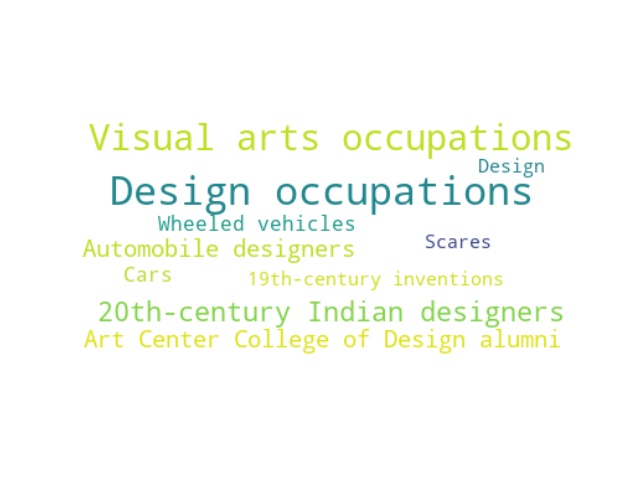 Visual arts occupations
Design
Design occupations
Wheeled vehicles
Scares
Automobile designers
Cars
19th-century inventions
20th-century Indian designers
Art Center College of Design alumni